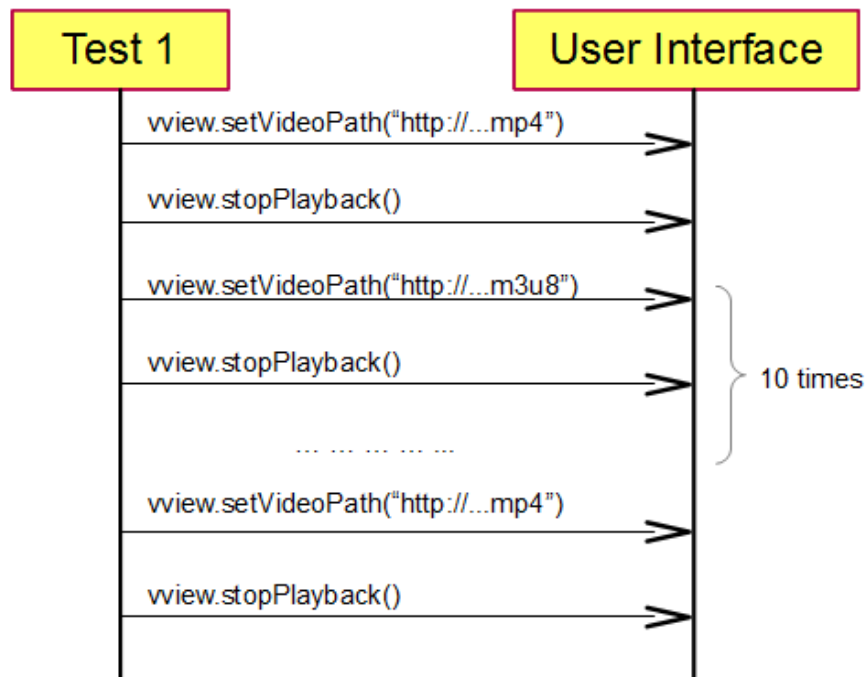 Test 1
User Interface
vview.setVideoPath(“http://...mp4”)
vview.stopPlayback()
vview.setVideoPath(“http://...m3u8”)
vview.stopPlayback()
10 times
... ... ... ... ...
vview.setVideoPath(“http://...mp4”)
vview.stopPlayback()